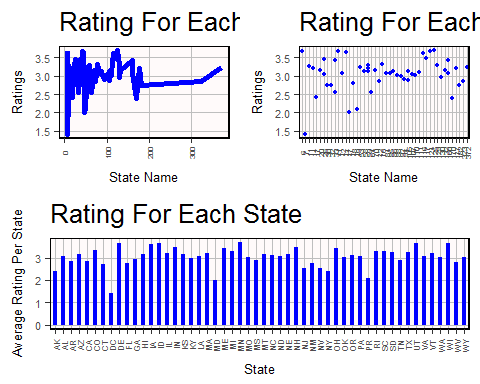 Rating For Each
Ratings
3.5
3.0
2.5
2.0
1.5
0
100
200
300
State Name
Rating For Each
Ratings
3.5
3.0
2.5
2.0
1.5
State Name
Rating For Each State
Average Rating Per State
3
2
1
0
AK AL AR AZ CA CO CT DC DE FL GA HI IA ID IL IN KS KY LA MA MD ME MI MN MO MS MT NC ND NE NH NJ NM NV NY OH OK OR PA PR RI SC SD TN TX UT VA VT WA WI WV WY
State